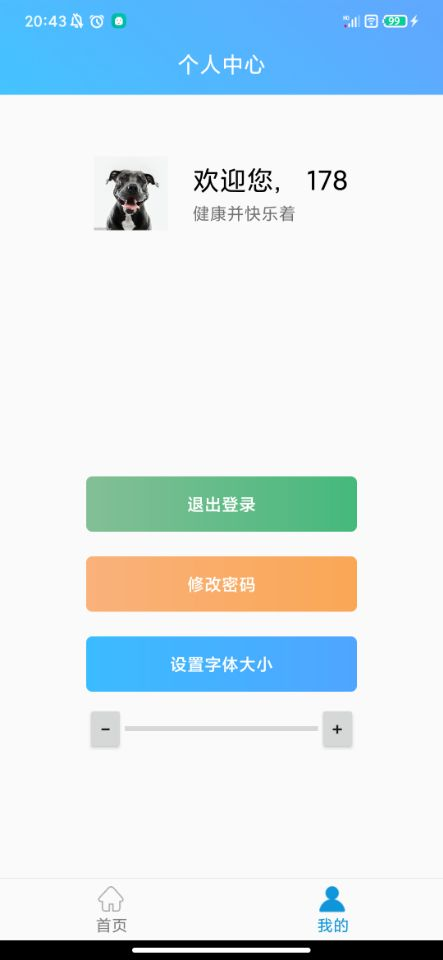 20:43
99
个人中心
欢迎您， 178
健康并快乐着
退出登录
修改密码
设置字体大小
- +
首页 我的